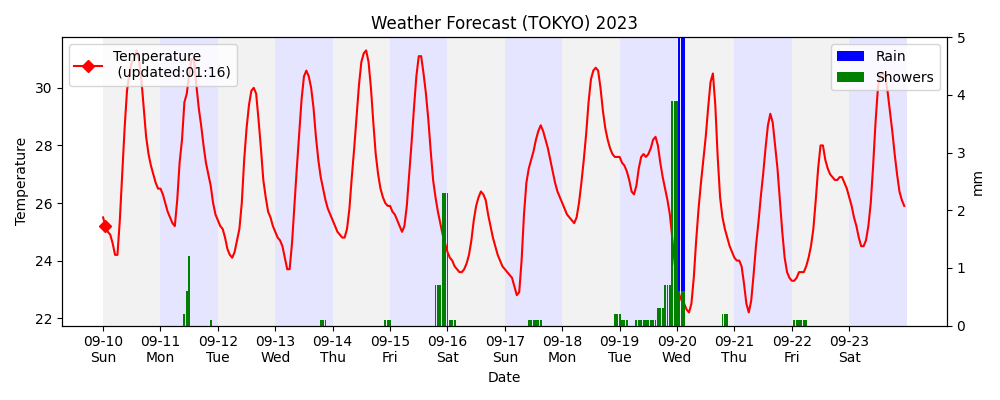 Weather Forecast (TOKYO) 2023
Temperature
(updated:01:16)
Rain
Showers
Temperature
30
28
26
24
22
5
4
3
2
1
0
mm
09-10 09-11 09-12 09-13 09-14 09-15 09-16 09-17 09-18 09-19 09-20 09-21 09-22 09-23
Sun Mon Tue Wed Thu Fri Sat Sun Mon Tue Wed Thu Fri Sat
Date